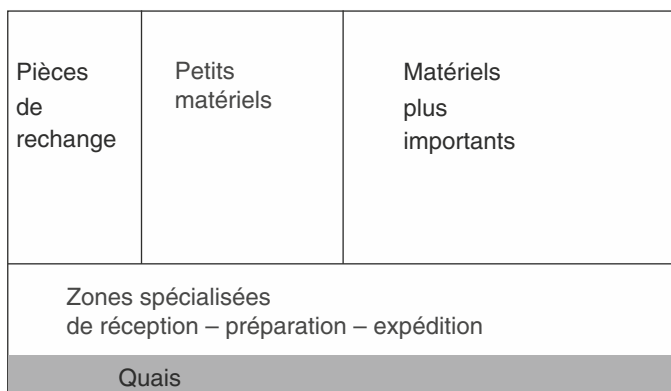 Pièces
de
rechange
Petits
matériels
Matériels
plus
importants
Zones spécialisées
de réception – préparation – expédition
Quais